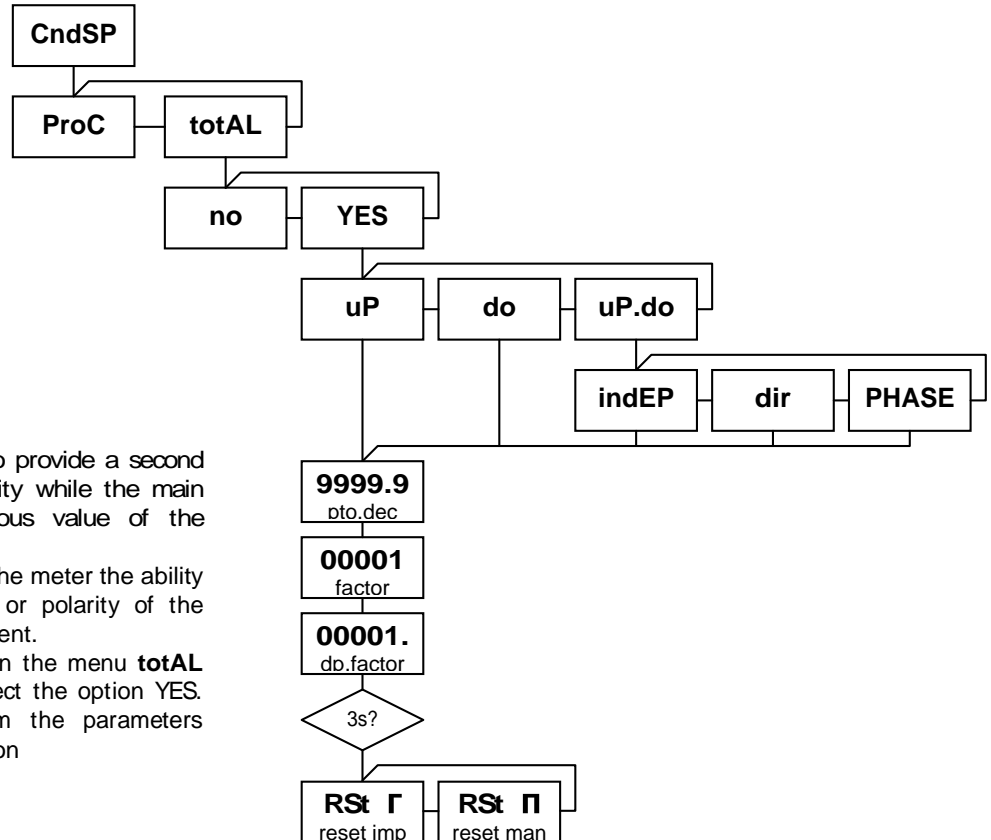 CndSP
ProC totAL
no YES
uP do uP.do
indEP dir PHASE
provide a second
ity while the main
ous value of the
he meter the ability
or polarity of the
ent.
n the menu totAL
ect the option YES.
m the parameters
on
9999.9
pto.dec
00001
factor
00001.
dp.factor
3s?
RSt Γ RSt Π
reset imp reset man